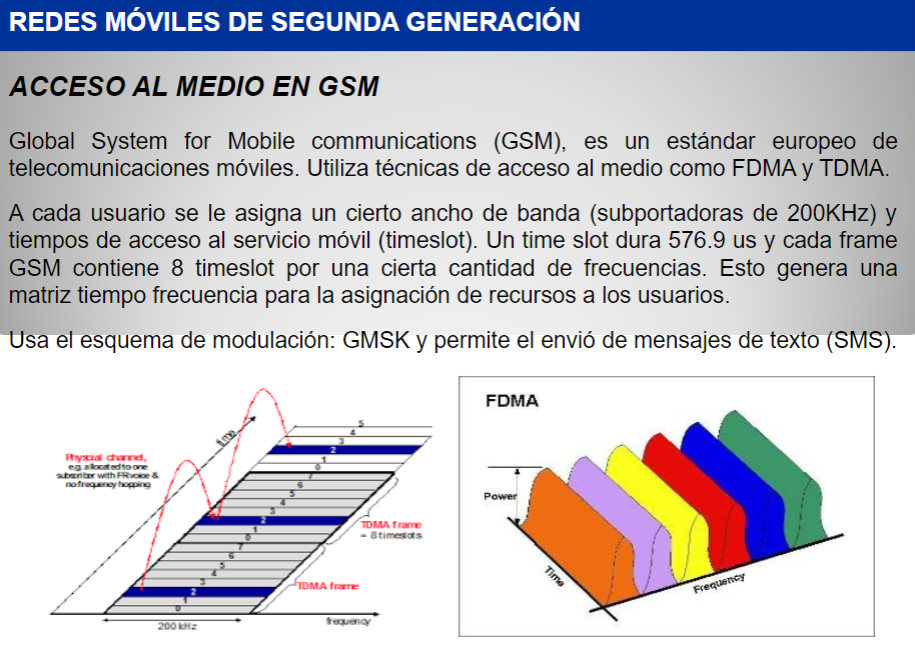 REDES MÓVILES DE SEGUNDA GENERACIÓN
ACCESO AL MEDIO EN GSM
Global System for Mobile communications (GSM), es un estándar europeo de
telecomunicaciones móviles. Utiliza técnicas de acceso al medio como FDMA y TDMA.
A cada usuario se le asigna un cierto ancho de banda (subportadoras de 200KHz) y
tiempos de acceso al servicio móvil (timeslot). Un time slot dura 576.9 us y cada frame
GSM contiene 8 timeslot por una cierta cantidad de frecuencias. Esto genera una
matriz tiempo frecuencia para la asignación de recursos a los usuarios.
Usa el esquema de modulación: GMSK y permite el envió de mensajes de texto (SMS).
time
Physcial channel,
e.g. allocated to one
subscriber with FR voice &
no frequency hopping
5
4
3
2
1
0
7
6
5
4
3
2
1
0
7
6
5
4
3
2
1
0
TDMA frame
= 8 timeslots
TDMA frame
200 kHz
frequency
FDMA
Power
Time
Frequency